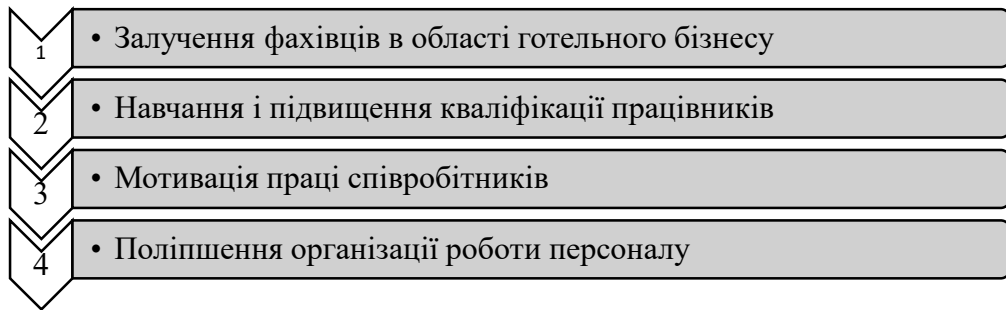 1 • Залучення фахівців в області готельного бізнесу
2 • Навчання і підвищення кваліфікації працівників
3 • Мотивація праці співробітників
4 • Поліпшення організації роботи персоналу